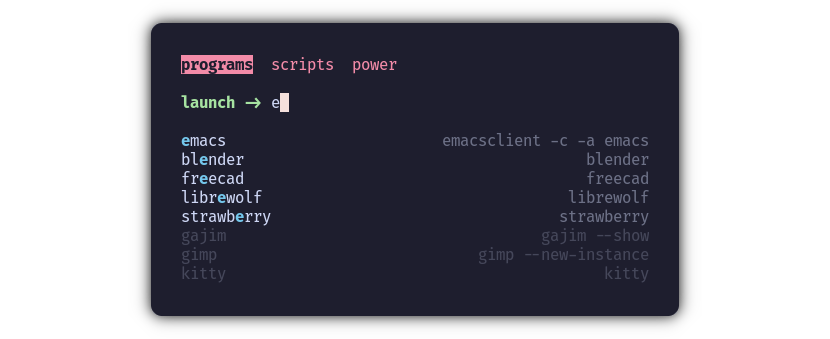 programs scripts power
launch -> e
emacs emacsclient -c -a emacs
blender blender
freecad freecad
librewolf librewolf
strawberry strawberry
gajim gajim --show
gimp gimp --new-instance
kitty kitty